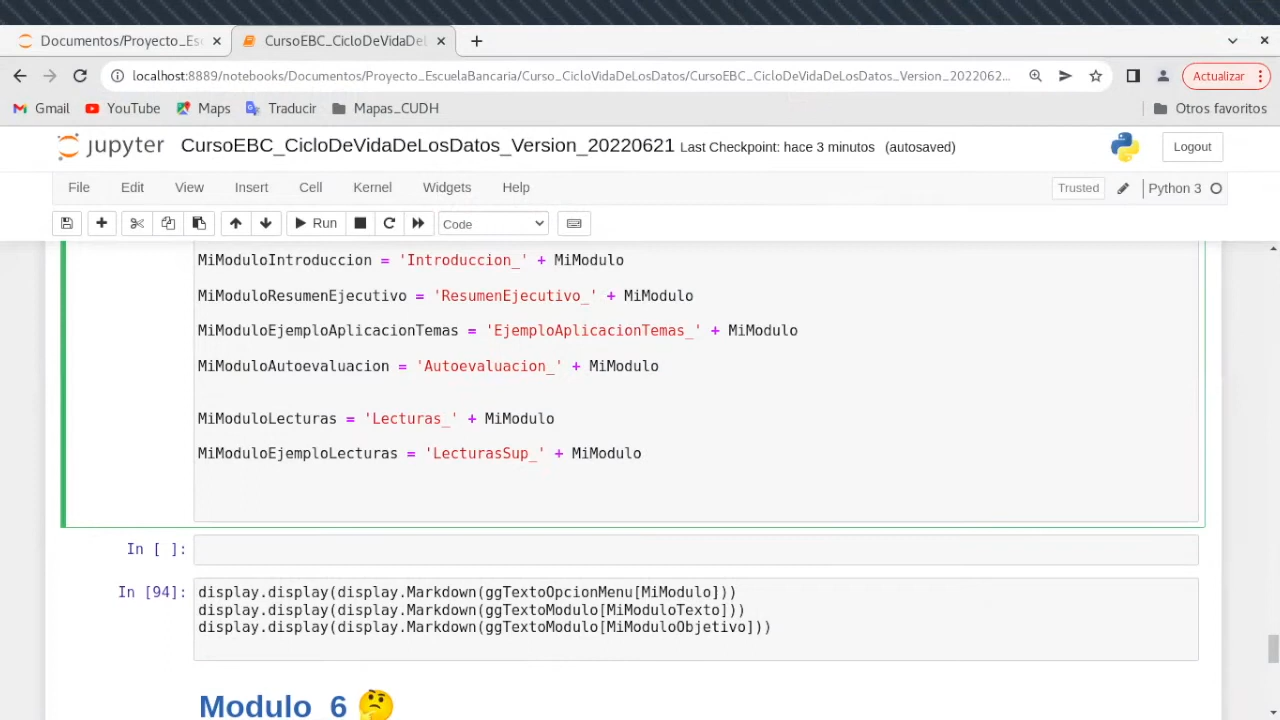 Documentos/Proyecto_Es
CursoEBC_CicloDeVidaDeL
localhost:8889/notebooks/Documentos/Proyecto_EscuelaBancaria/Curso_CicloVidaDeLosDatos/CursoEBC_CicloDeVidaDeLosDatos_Version_2022062...
Actualizar
Gmail
YouTube
Maps
Traducir
Mapas_CUDH
Otros favoritos
jupyter CursoEBC_CicloDeVidaDeLosDatos_Version_20220621 Last Checkpoint: hace 3 minutos (autosaved)
Logout
File Edit View Insert Cell Kernel Widgets Help
Trusted
Python 3
Run
Code
MiModuloIntroduccion = 'Introduccion_' + MiModulo
MiModuloResumenEjecutivo = 'ResumenEjecutivo_' + MiModulo
MiModuloEjemploAplicacionTemas = 'EjemploAplicacionTemas_' + MiModulo
MiModuloAutoevaluacion = 'Autoevaluacion_' + MiModulo
MiModuloLecturas = 'Lecturas_' + MiModulo
MiModuloEjemploLecturas = 'LecturasSup_' + MiModulo
In [ ]:
In [94]: display.display(display.Markdown(ggTextoOpcionMenu[MiModulo]))
display.display(display.Markdown(ggTextoModulo[MiModuloTexto]))
display.display(display.Markdown(ggTextoModulo[MiModuloObjetivo]))
Modulo 6 🤔